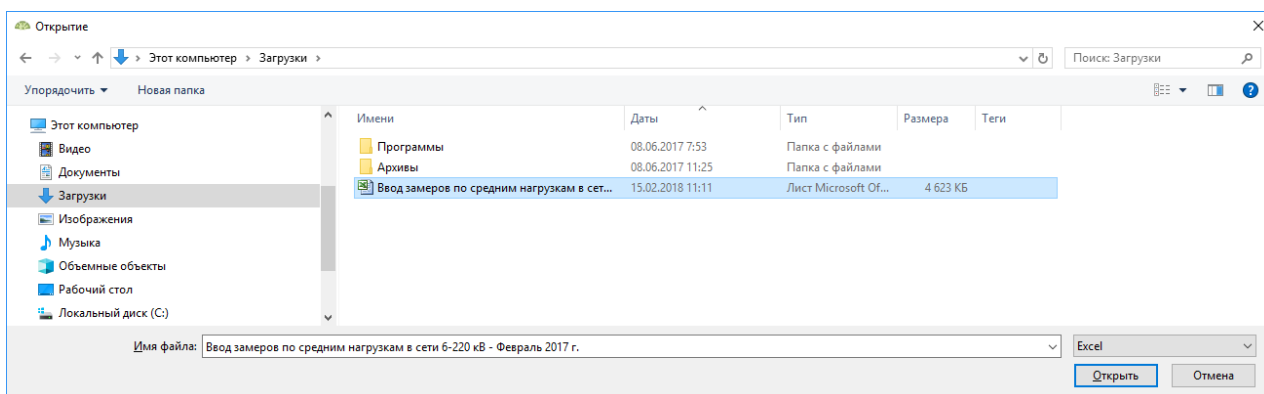 Открытие
Этот компьютер > Загрузки >
Поиск: Загрузки
Упорядочить
Новая папка
Имени Даты Тип Размера Теги
Этот компьютер
Видео
Документы
Загрузки
Изображения
Музыка
Объемные объекты
Рабочий стол
Локальный диск (C:)
Программы 08.06.2017 7:53 Папка с файлами
Архивы 08.06.2017 11:25 Папка с файлами
Ввод замеров по средним нагрузкам в сет... 15.02.2018 11:11 Лист Microsoft Of... 4 623 КБ
Имя файла: Ввод замеров по средним нагрузкам в сети 6-220 кВ - Февраль 2017 г.
Excel
Открыть Отмена